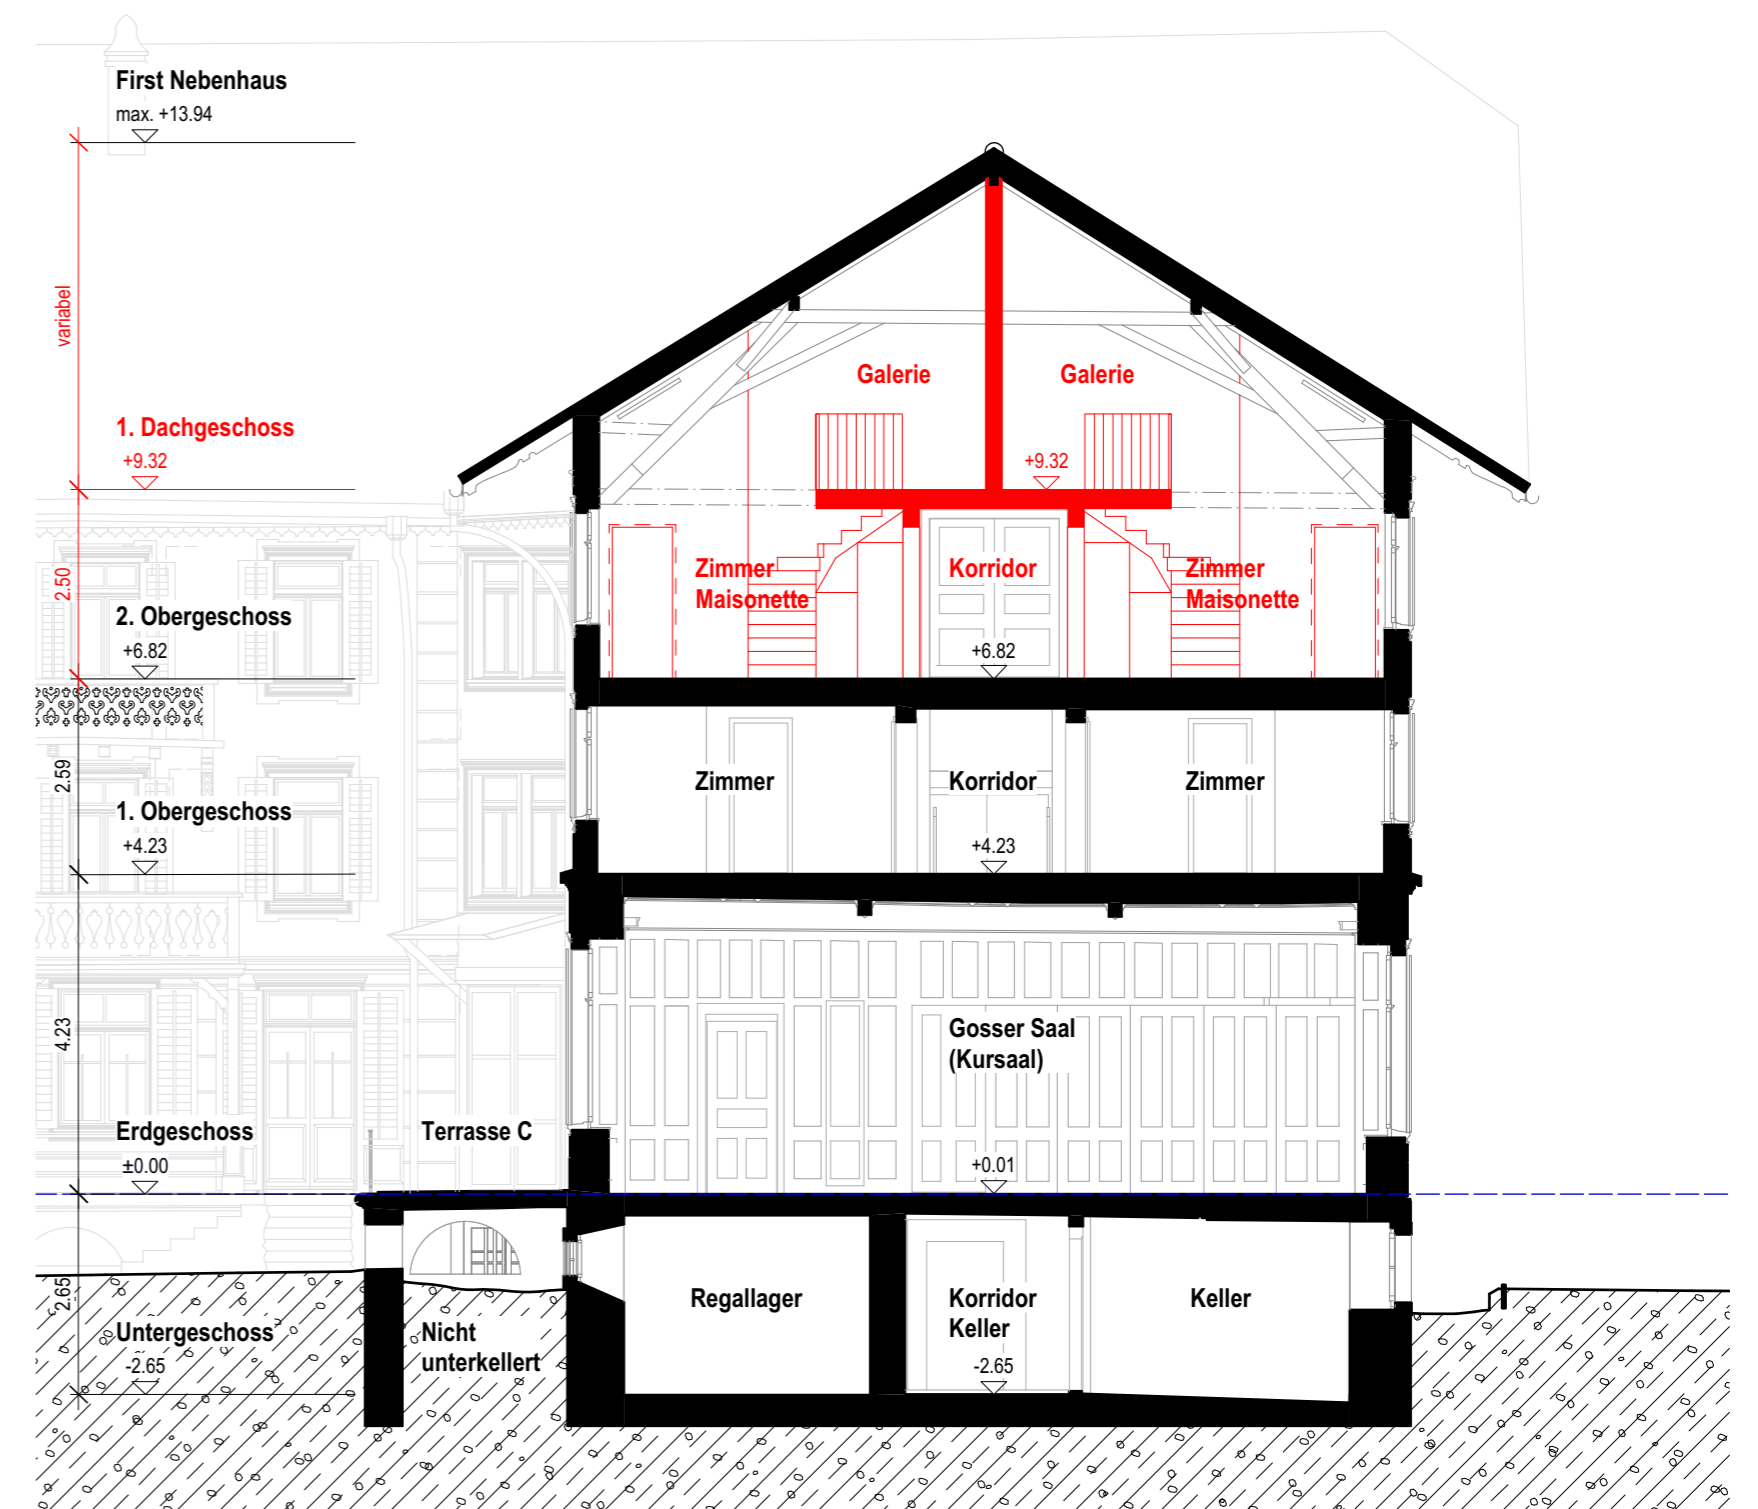 First Nebenhaus
max. +13.94
variabel
Galerie
Galerie
1. Dachgeschoss
+9.32
+9.32
2.50
Zimmer
Maisonette
Korridor
Zimmer
Maisonette
2. Obergeschoss
+6.82
+6.82
2.59
Zimmer
Korridor
Zimmer
1. Obergeschoss
+4.23
+4.23
4.23
Gosser Saal
(Kursaal)
Erdgeschoss
±0.00
Terrasse C
+0.01
2.65
Regallager
Korridor
Keller
Keller
Untergeschoss
-2.65
Nicht
unterkellert
-2.65